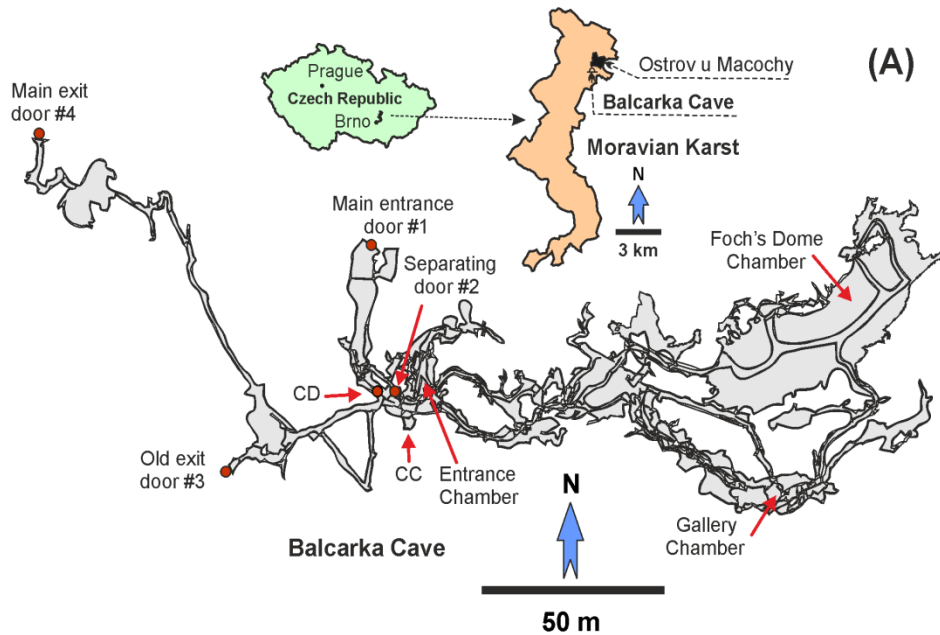 (A)
Prague
Czech Republic
Brno
Ostrov u Macochy
Balcarka Cave
Moravian Karst
N
3 km
Main exit
door #4
Main entrance
door #1
Separating
door #2
Foch's Dome
Chamber
CD
CC
Entrance
Chamber
Old exit
door #3
Gallery
Chamber
N
Balcarka Cave
50 m